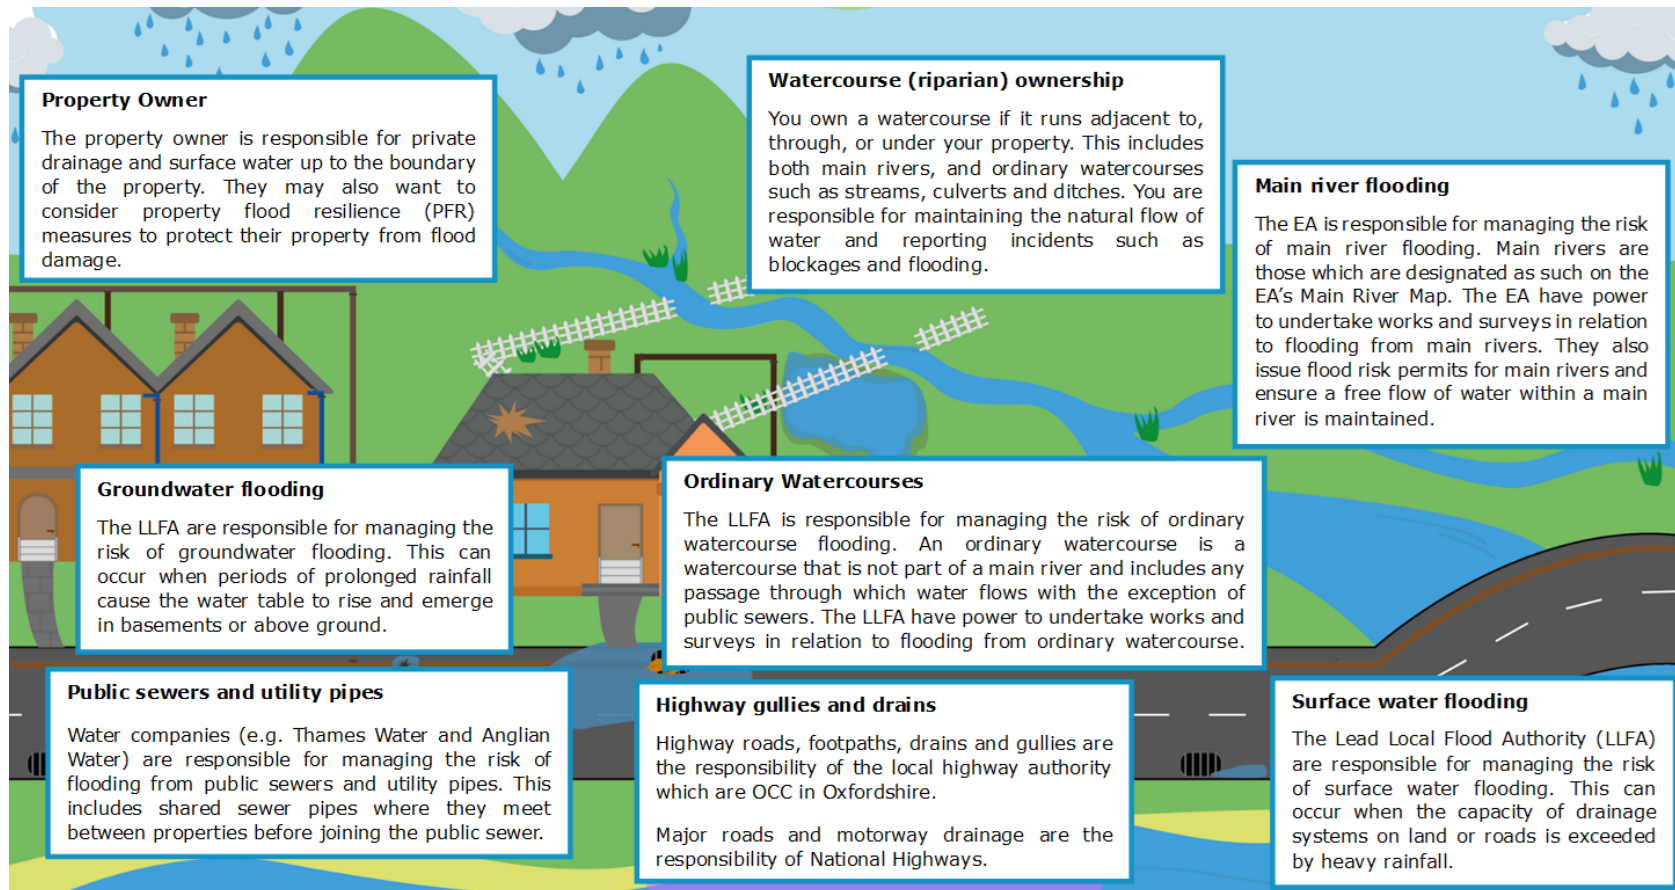 Property Owner
The property owner is responsible for private
drainage and surface water up to the boundary
of the property. They may also want to
consider property flood resilience (PFR)
measures to protect their property from flood
damage.
Watercourse (riparian) ownership
You own a watercourse if it runs adjacent to,
through, or under your property. This includes
both main rivers, and ordinary watercourses
such as streams, culverts and ditches. You are
responsible for maintaining the natural flow of
water and reporting incidents such as
blockages and flooding.
Main river flooding
The EA is responsible for managing the risk
of main river flooding. Main rivers are
those which are designated as such on the
EA’s Main River Map. The EA have power
to undertake works and surveys in relation
to flooding from main rivers. They also
issue flood risk permits for main rivers and
ensure a free flow of water within a main
river is maintained.
Groundwater flooding
The LLFA are responsible for managing the
risk of groundwater flooding. This can
occur when periods of prolonged rainfall
cause the water table to rise and emerge
in basements or above ground.
Ordinary Watercourses
The LLFA is responsible for managing the risk of ordinary
watercourse flooding. An ordinary watercourse is a
watercourse that is not part of a main river and includes any
passage through which water flows with the exception of
public sewers. The LLFA have power to undertake works and
surveys in relation to flooding from ordinary watercourse.
Public sewers and utility pipes
Water companies (e.g. Thames Water and Anglian
Water) are responsible for managing the risk of
flooding from public sewers and utility pipes. This
includes shared sewer pipes where they meet
between properties before joining the public sewer.
Highway gullies and drains
Highway roads, footpaths, drains and gullies are
the responsibility of the local highway authority
which are OCC in Oxfordshire.
Major roads and motorway drainage are the
responsibility of National Highways.
Surface water flooding
The Lead Local Flood Authority (LLFA)
are responsible for managing the risk
of surface water flooding. This can
occur when the capacity of drainage
systems on land or roads is exceeded
by heavy rainfall.